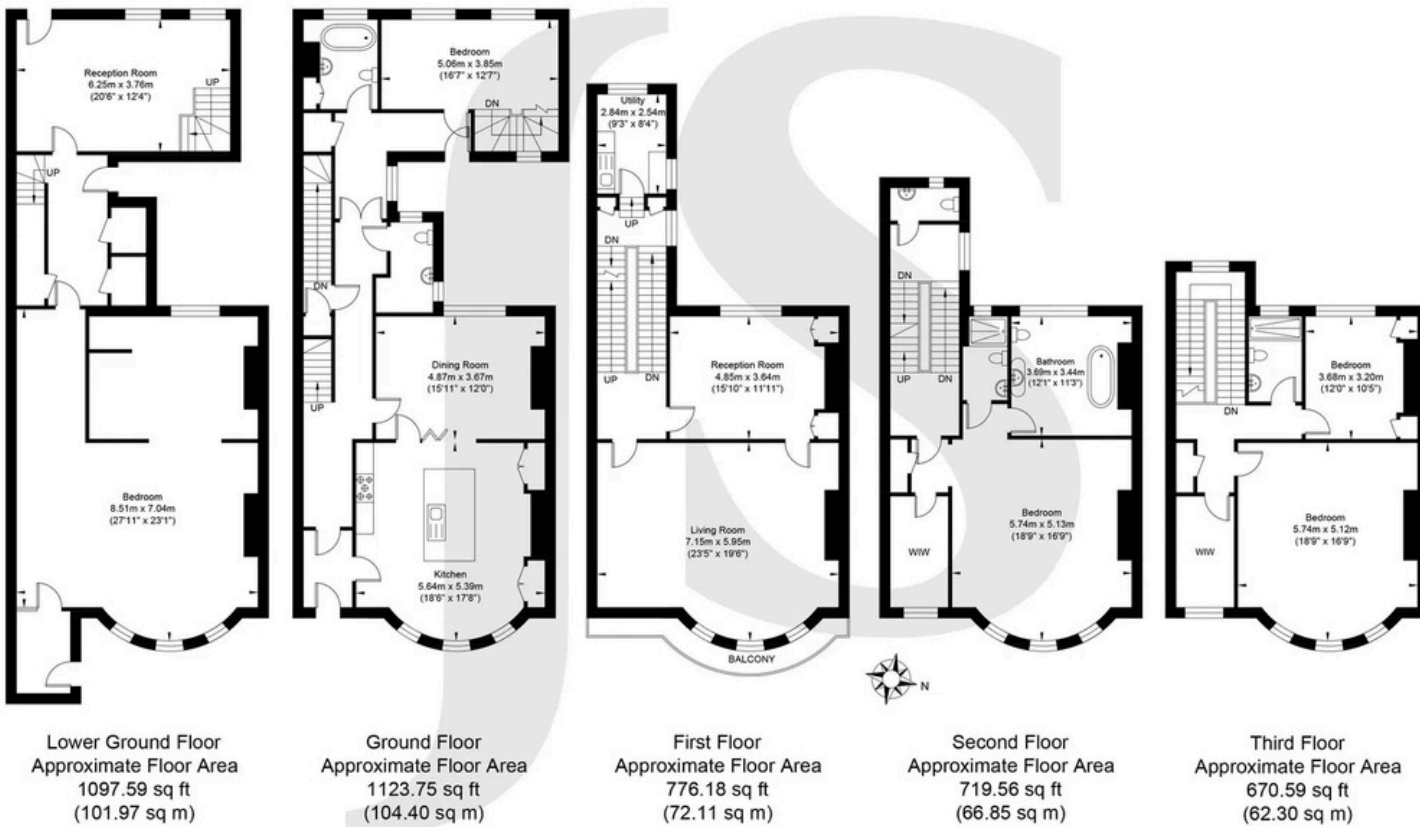 Reception Room
6.25m x 3.76m
(20'6" x 12'4")
UP
UP
Bedroom
8.51m x 7.04m
(27'11" x 23'1")
Lower Ground Floor
Approximate Floor Area
1097.59 sq ft
(101.97 sq m)
Bedroom
5.06m x 3.85m
(16'7" x 12'7")
DN
DN
UP
Dining Room
4.87m x 3.67m
(15'11" x 12'0")
Kitchen
5.64m x 5.39m
(18'6" x 17'8")
Ground Floor
Approximate Floor Area
1123.75 sq ft
(104.40 sq m)
Utility
2.84m x 2.54m
(9'3" x 8'4")
UP
DN
UP
DN
Reception Room
4.85m x 3.64m
(15'10" x 11'11")
Living Room
7.15m x 5.95m
(23'5" x 19'6")
BALCONY
First Floor
Approximate Floor Area
776.18 sq ft
(72.11 sq m)
DN
UP
DN
Bathroom
3.69m x 3.44m
(12'1" x 11'3")
Bedroom
5.74m x 5.13m
(18'9" x 16'9")
WIW
N
Second Floor
Approximate Floor Area
719.56 sq ft
(66.85 sq m)
DN
Bedroom
3.68m x 3.20m
(12'0" x 10'5")
Bedroom
5.74m x 5.12m
(18'9" x 16'9")
WIW
Third Floor
Approximate Floor Area
670.59 sq ft
(62.30 sq m)
JS